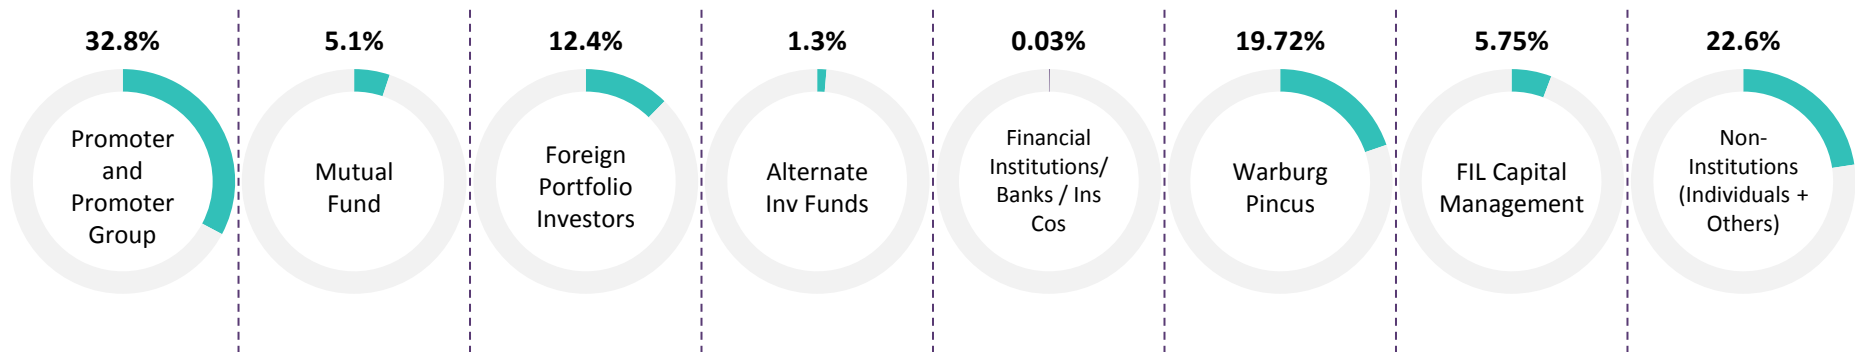 32.8%
Promoter
and
Promoter
Group
5.1%
Mutual
Fund
12.4%
Foreign
Portfolio
Investors
1.3%
Alternate
Inv Funds
0.03%
Financial
Institutions/
Banks / Ins
Cos
19.72%
Warburg
Pincus
5.75%
FIL Capital
Management
22.6%
Non-
Institutions
(Individuals +
Others)